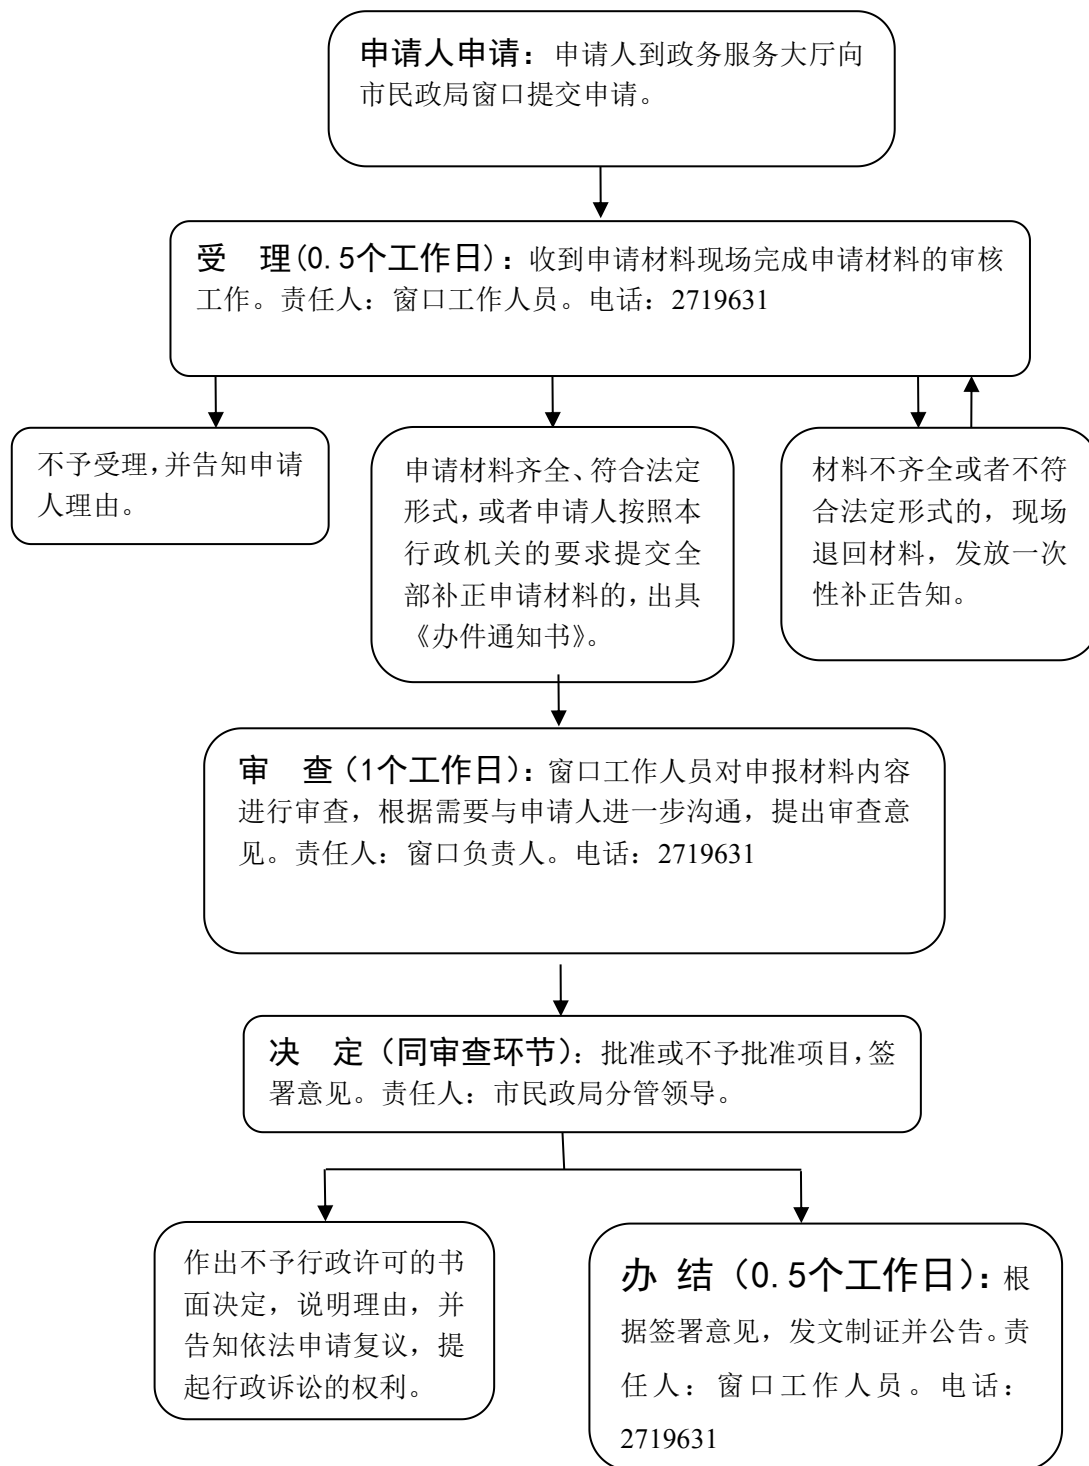 申请人申请：申请人到政务服务大厅向
市民政局窗口提交申请。
受　理(0.5个工作日)：收到申请材料现场完成申请材料的审核
工作。责任人：窗口工作人员。电话：2719631
不予受理,并告知申请
人理由。
申请材料齐全、符合法定
形式,或者申请人按照本
行政机关的要求提交全
部补正申请材料的,出具
《办件通知书》。
材料不齐全或者不符
合法定形式的，现场
退回材料，发放一次
性补正告知。
审　查（1个工作日）：窗口工作人员对申报材料内容
进行审查，根据需要与申请人进一步沟通，提出审查意
见。责任人：窗口负责人。电话：2719631
决　定（同审查环节）：批准或不予批准项目,签
署意见。责任人：市民政局分管领导。
作出不予行政许可的书
面决定，说明理由，并
告知依法申请复议，提
起行政诉讼的权利。
办 结（0.5个工作日）：根
据签署意见，发文制证并公告。责
任人：窗口工作人员。电话：
2719631